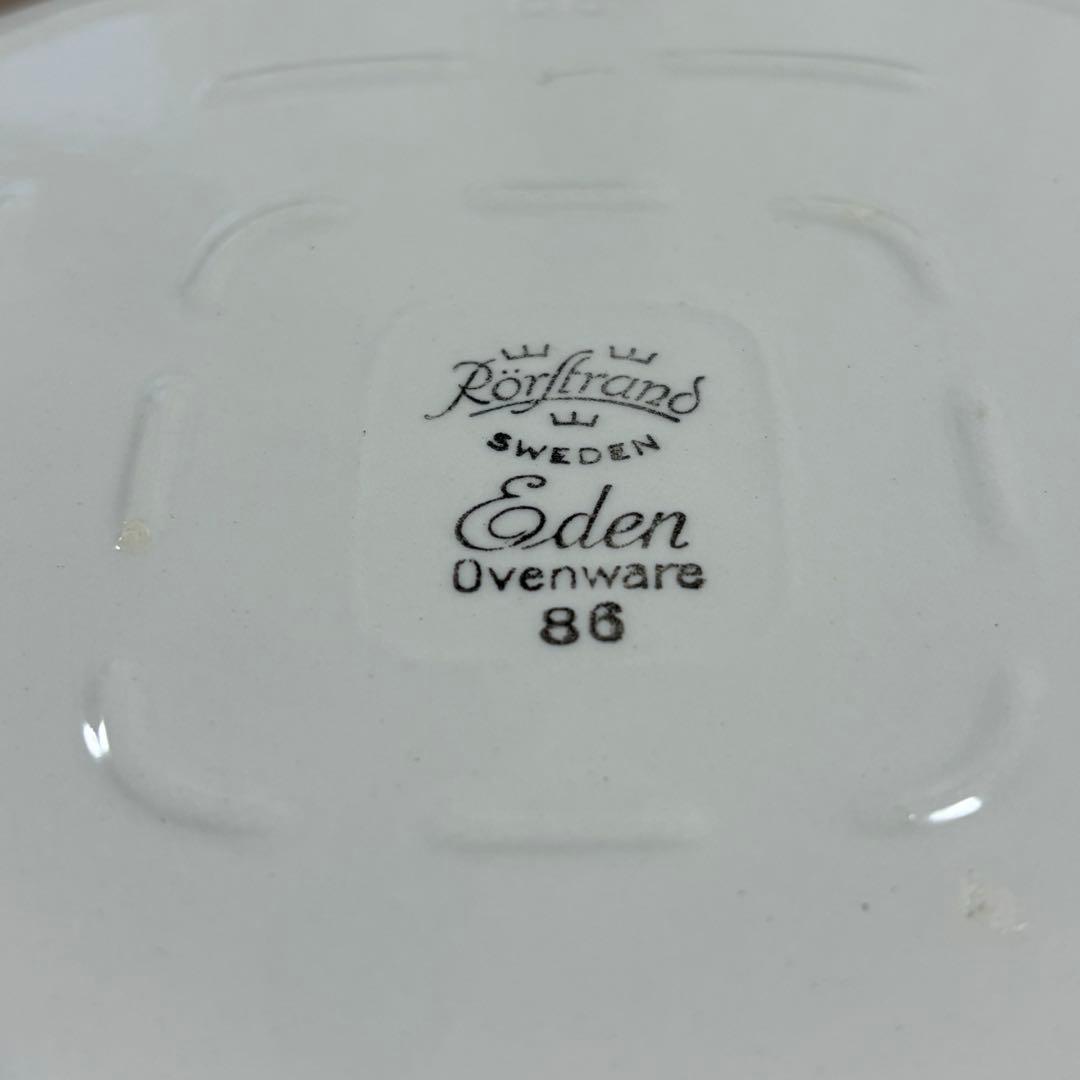 Rörstrand
SWEDEN
Eden
Ovenware
86